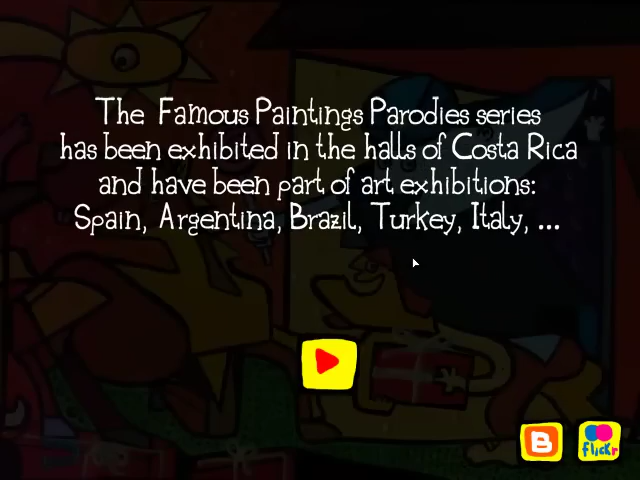 The Famous Paintings Parodies series
has been exhibited in the halls of Costa Rica
and have been part of art exhibitions:
Spain, Argentina, Brazil, Turkey, Italy, ...
B
flickr